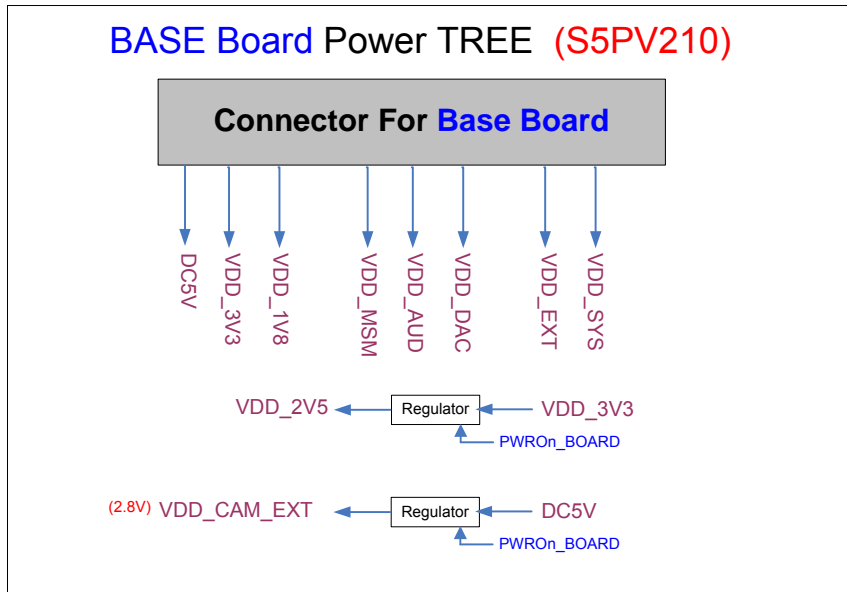 BASE Board Power TREE (S5PV210)
Connector For Base Board
DC5V
VDD_3V3
VDD_1V8
VDD_MSM
VDD_AUD
VDD_DAC
VDD_EXT
VDD_SYS
VDD_2V5 Regulator VDD_3V3
PWROn_BOARD
(2.8V) VDD_CAM_EXT Regulator DC5V
PWROn_BOARD